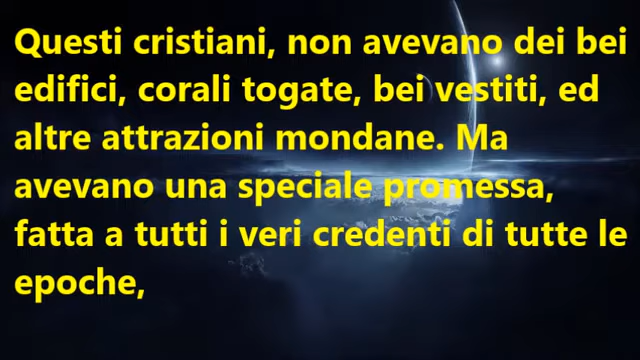 Questi cristiani, non avevano dei bei
edifici, corali togate, bei vestiti, ed
altre attrazioni mondane. Ma
avevano una speciale promessa,
fatta a tutti i veri credenti di tutte le
epoche,